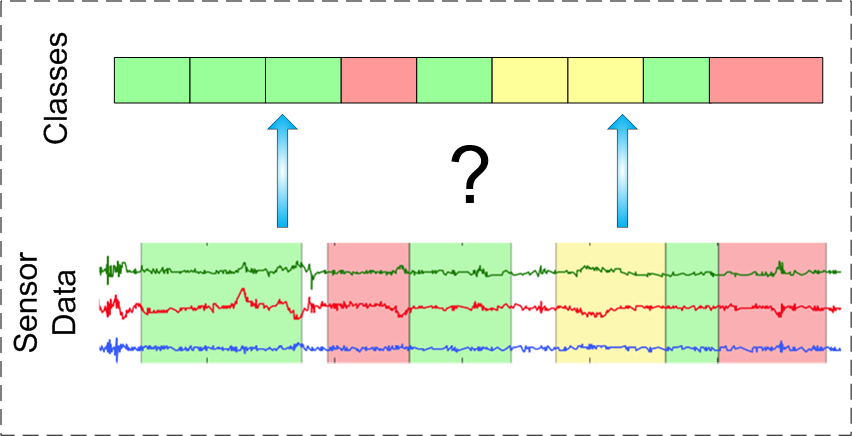 Classes
?
Sensor
Data